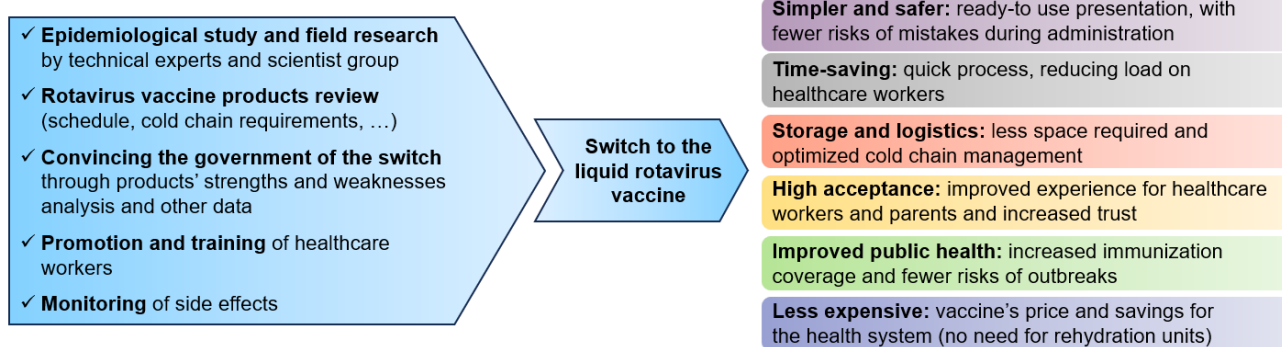 ✓ Epidemiological study and field research
by technical experts and scientist group
✓ Rotavirus vaccine products review
(schedule, cold chain requirements, …)
✓ Convincing the government of the switch
through products’ strengths and weaknesses
analysis and other data
✓ Promotion and training of healthcare
workers
✓ Monitoring of side effects
Switch to the
liquid rotavirus
vaccine
Simpler and safer: ready-to use presentation, with
fewer risks of mistakes during administration
Time-saving: quick process, reducing load on
healthcare workers
Storage and logistics: less space required and
optimized cold chain management
High acceptance: improved experience for healthcare
workers and parents and increased trust
Improved public health: increased immunization
coverage and fewer risks of outbreaks
Less expensive: vaccine’s price and savings for
the health system (no need for rehydration units)